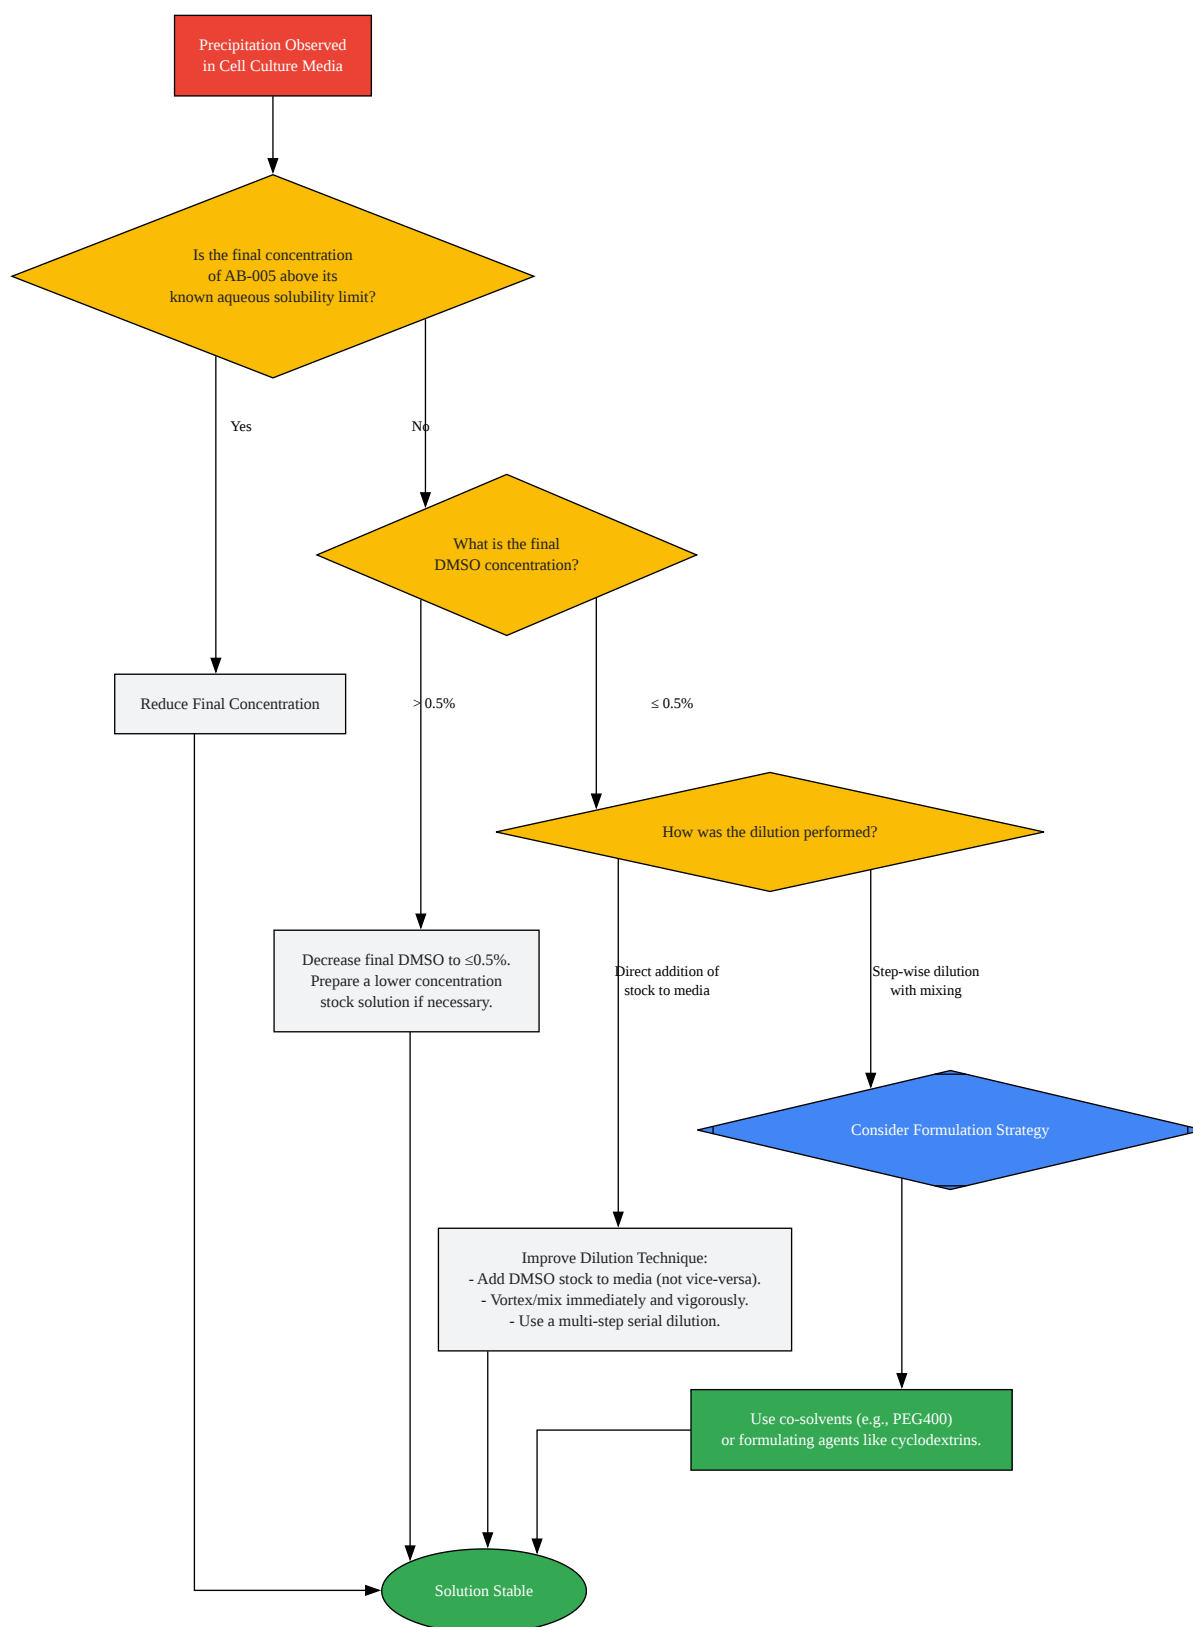 Precipitation Observed
in Cell Culture Media
Is the final concentration
of AB-005 above its
known aqueous solubility limit?
Yes
No
What is the final
DMSO concentration?
Reduce Final Concentration
> 0.5%
≤ 0.5%
How was the dilution performed?
Decrease final DMSO to ≤0.5%.
Prepare a lower concentration
stock solution if necessary.
Direct addition of
stock to media
Step-wise dilution
with mixing
Consider Formulation Strategy
Improve Dilution Technique:
- Add DMSO stock to media (not vice-versa).
- Vortex/mix immediately and vigorously.
- Use a multi-step serial dilution.
Use co-solvents (e.g., PEG400)
or formulating agents like cyclodextrins.
Solution Stable